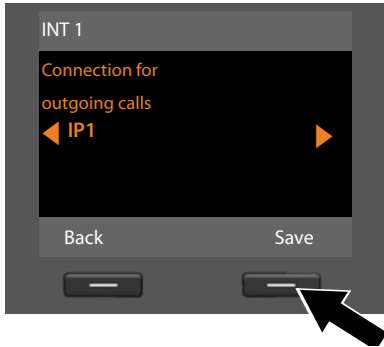 INT 1
Connection for
outgoing calls
IP1
Back Save